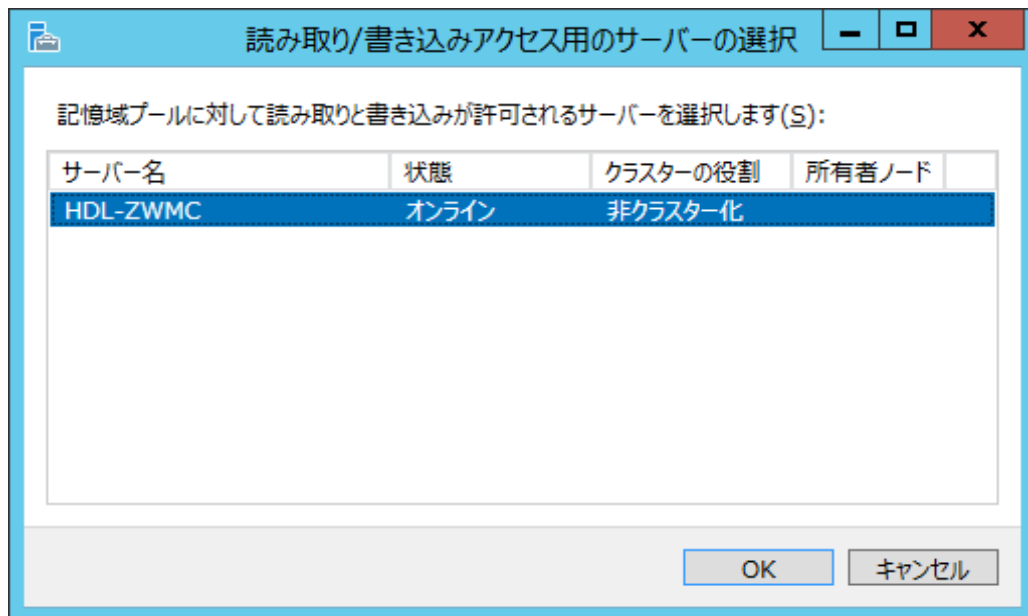 読み取り/書き込みアクセス用のサーバーの選択
記憶域プールに対して読み取りと書き込みが許可されるサーバーを選択します(S):
サーバー名 状態 クラスターの役割 所有者ノード
HDL-ZWMC オンライン 非クラスター化
OK キャンセル